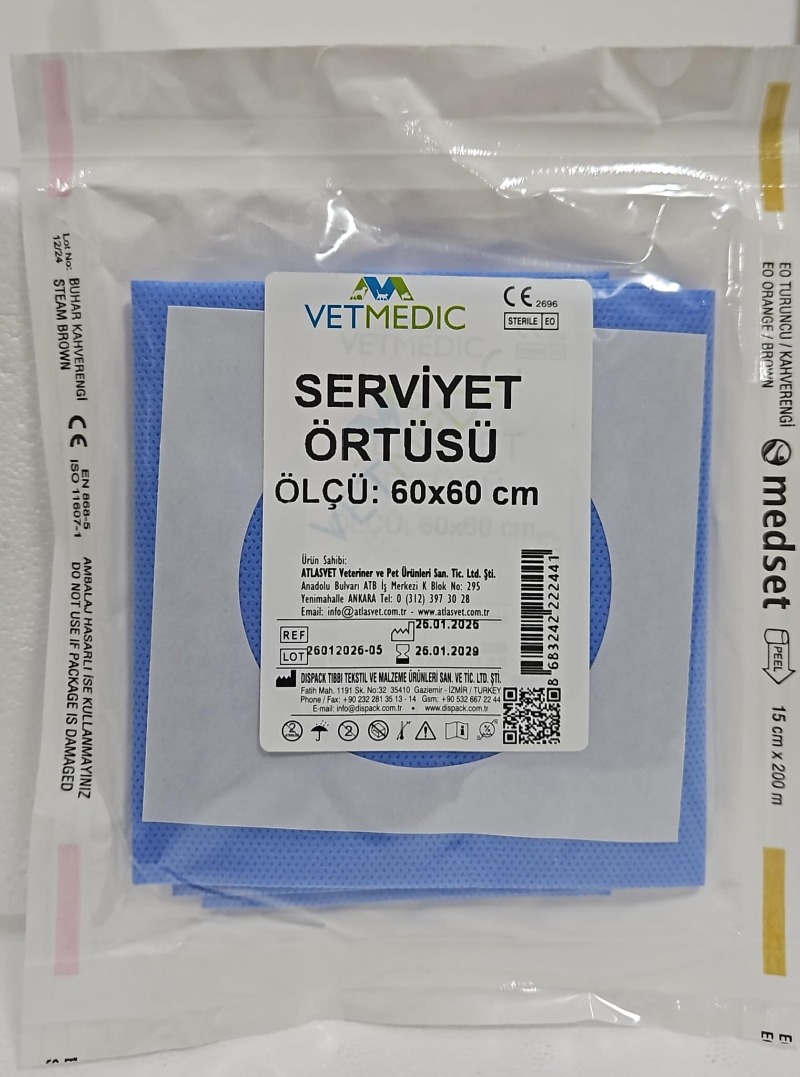 Lot No:
12/24
BUHAR KAHVERENGİ
STEAM BROWN
CE
EN 868-5
ISO 11607-1
AMBALAJ HASARLI İSE KULLANMAYINIZ
DO NOT USE IF PACKAGE IS DAMAGED
VETMEDIC
CE 2696
STERILE EO
SERVİYET
ÖRTÜSÜ
ÖLÇÜ: 60x60 cm
Ürün Sahibi:
ATLASVET Veteriner ve Pet Ürünleri San. Tic. Ltd. Şti.
Anadolu Bulvarı ATB İş Merkezi K Blok No: 295
Yenimahalle ANKARA Tel: 0 (312) 397 30 28
Email: info@atlasvet.com.tr - www.atlasvet.com.tr
REF
26.01.2026
LOT 26012026-05
26.01.2029
DISPACK TIBBI TEKSTIL VE MALZEME ÜRÜNLERİ SAN. VE TİC. LTD. ŞTİ.
Fatih Mah. 1191 Sk. No:32 35410 Gaziemir - İZMİR / TURKEY
Phone / Fax: +90 232 281 35 13 - 14 Gsm: +90 532 667 22 44
E-mail: info@dispack.com.tr • www.dispack.com.tr
8 683242 222441
EO TURUNCU / KAHVERENGİ
EO ORANGE / BROWN
medset
PEEL
15 cm x 200 m